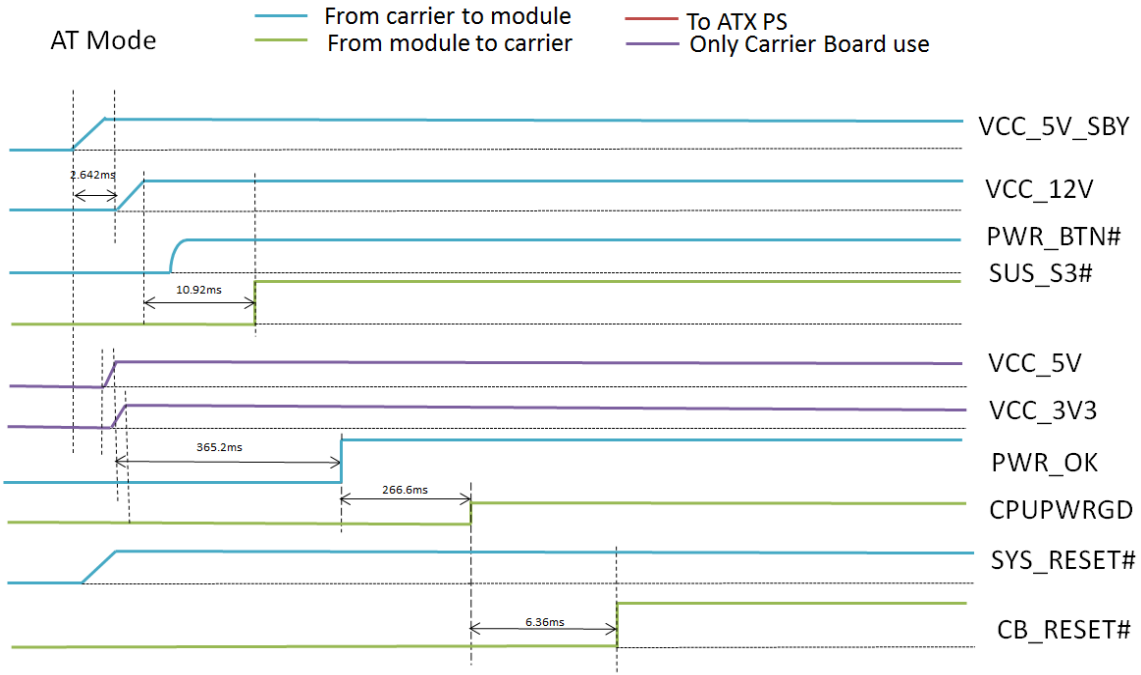 From carrier to module
To ATX PS
AT Mode
From module to carrier
Only Carrier Board use
VCC_5V_SBY
2.642ms
VCC_12V
PWR_BTN#
SUS_S3#
10.92ms
VCC_5V
VCC_3V3
365.2ms
PWR_OK
266.6ms
CPUPWRGD
SYS_RESET#
6.36ms
CB_RESET#